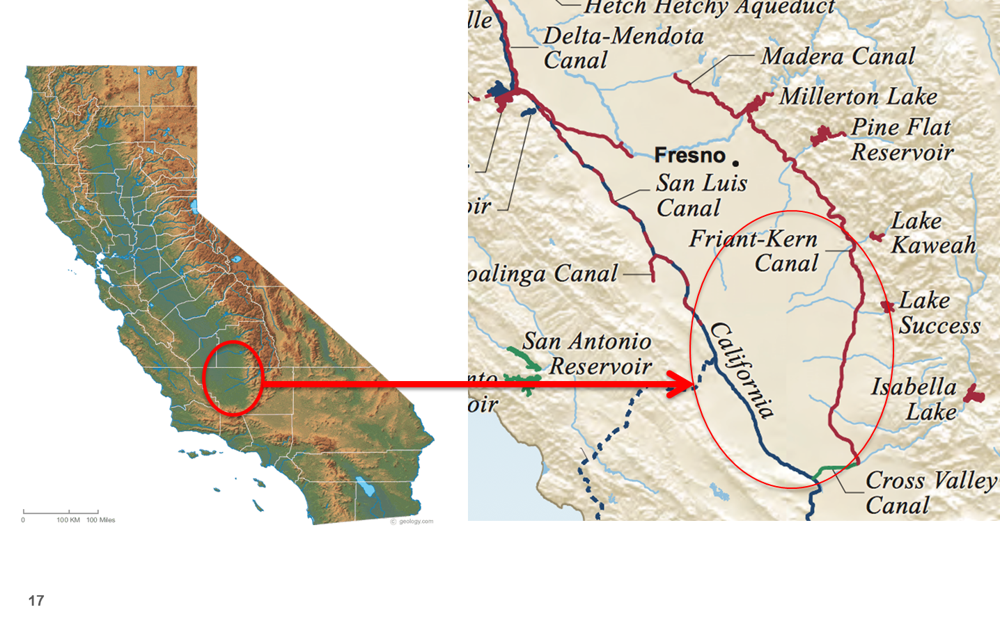 Hetch Hetchy Aqueduct
lle
Delta-Mendota
Canal
Madera Canal
Millerton Lake
Pine Flat
Reservoir
Fresno
San Luis
Canal
oir
Lake
Kaweah
Friant-Kern
Canal
oalinga Canal
Lake
Success
California
San Antonio
Reservoir
nto
oir
Isabella
Lake
Cross Valley
Canal
0 100 KM 100 Miles
© geology.com
17